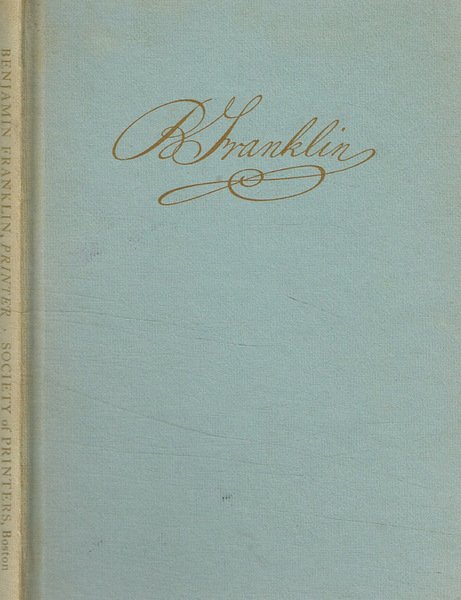 B Franklin
BENJAMIN FRANKLIN, PRINTER · SOCIETY of PRINTERS, Boston